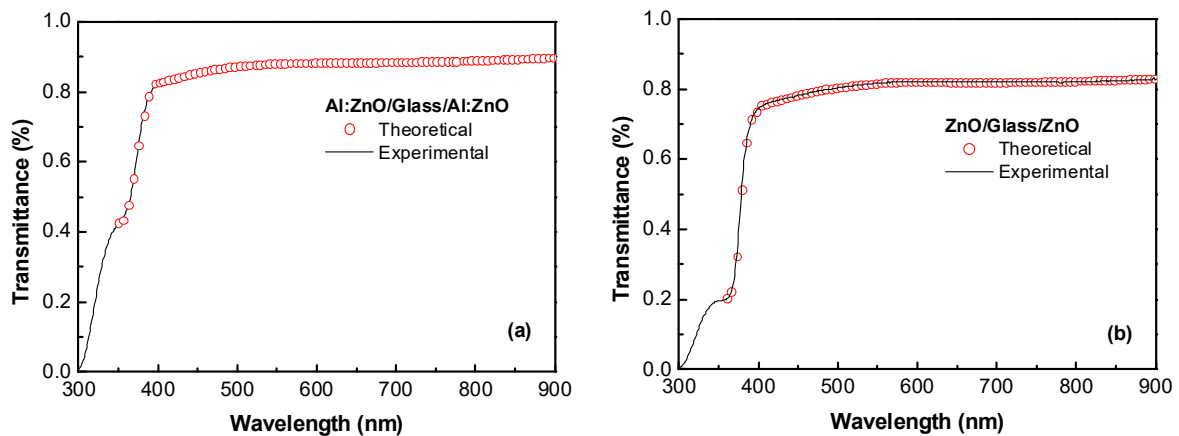 1.0
0.8
0.6
0.4
0.2
0.0
Transmittance (%)
Al:ZnO/Glass/Al:ZnO
Theoretical
Experimental
(a)
300 400 500 600 700 800 900
Wavelength (nm)
1.0
0.8
0.6
0.4
0.2
0.0
Transmittance (%)
ZnO/Glass/ZnO
Theoretical
Experimental
(b)
300 400 500 600 700 800 900
Wavelength (nm)